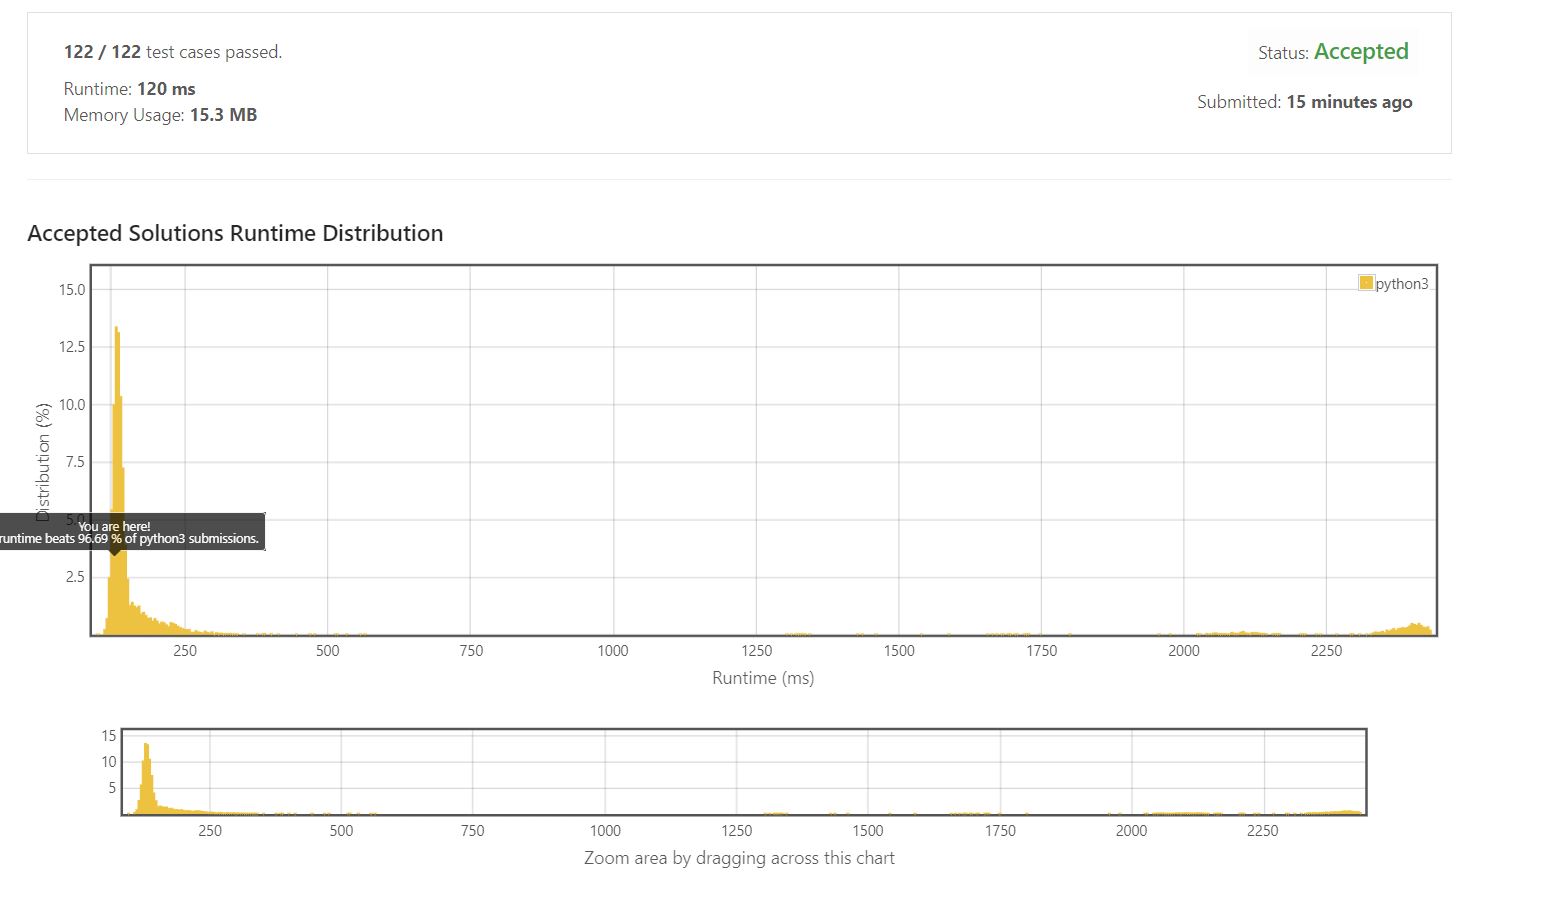 122 / 122 test cases passed.
Status: Accepted
Runtime: 120 ms
Memory Usage: 15.3 MB
Submitted: 15 minutes ago
Accepted Solutions Runtime Distribution
python3
15.0
12.5
10.0
7.5
5.0
2.5
Distribution (%)
You are here!
runtime beats 96.69 % of python3 submissions.
250 500 750 1000 1250 1500 1750 2000 2250
Runtime (ms)
15
10
5
250 500 750 1000 1250 1500 1750 2000 2250
Zoom area by dragging across this chart